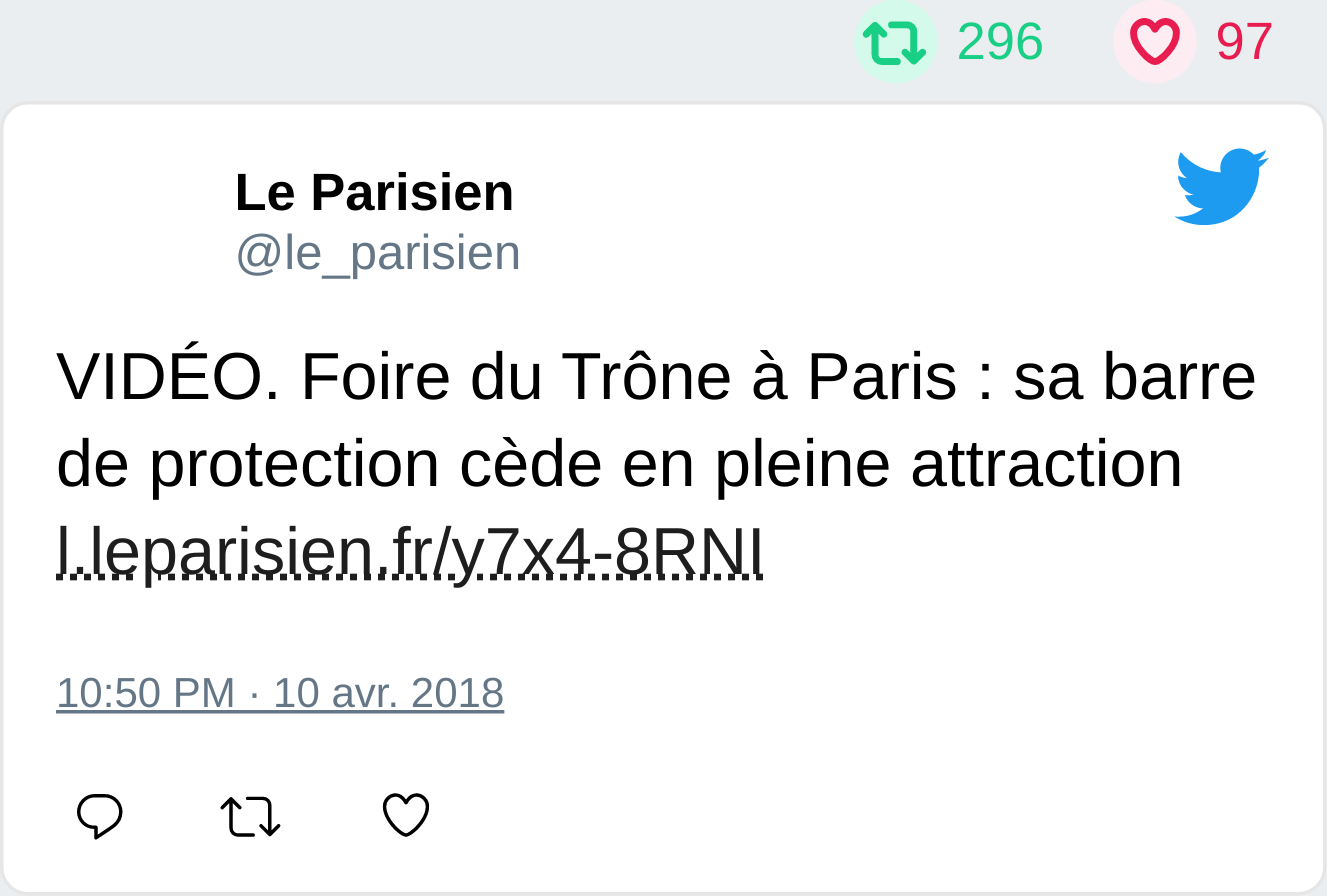 296 97
Le Parisien
@le_parisien
VIDÉO. Foire du Trône à Paris : sa barre
de protection cède en pleine attraction
l.leparisien.fr/y7x4-8RNI
10:50 PM · 10 avr. 2018